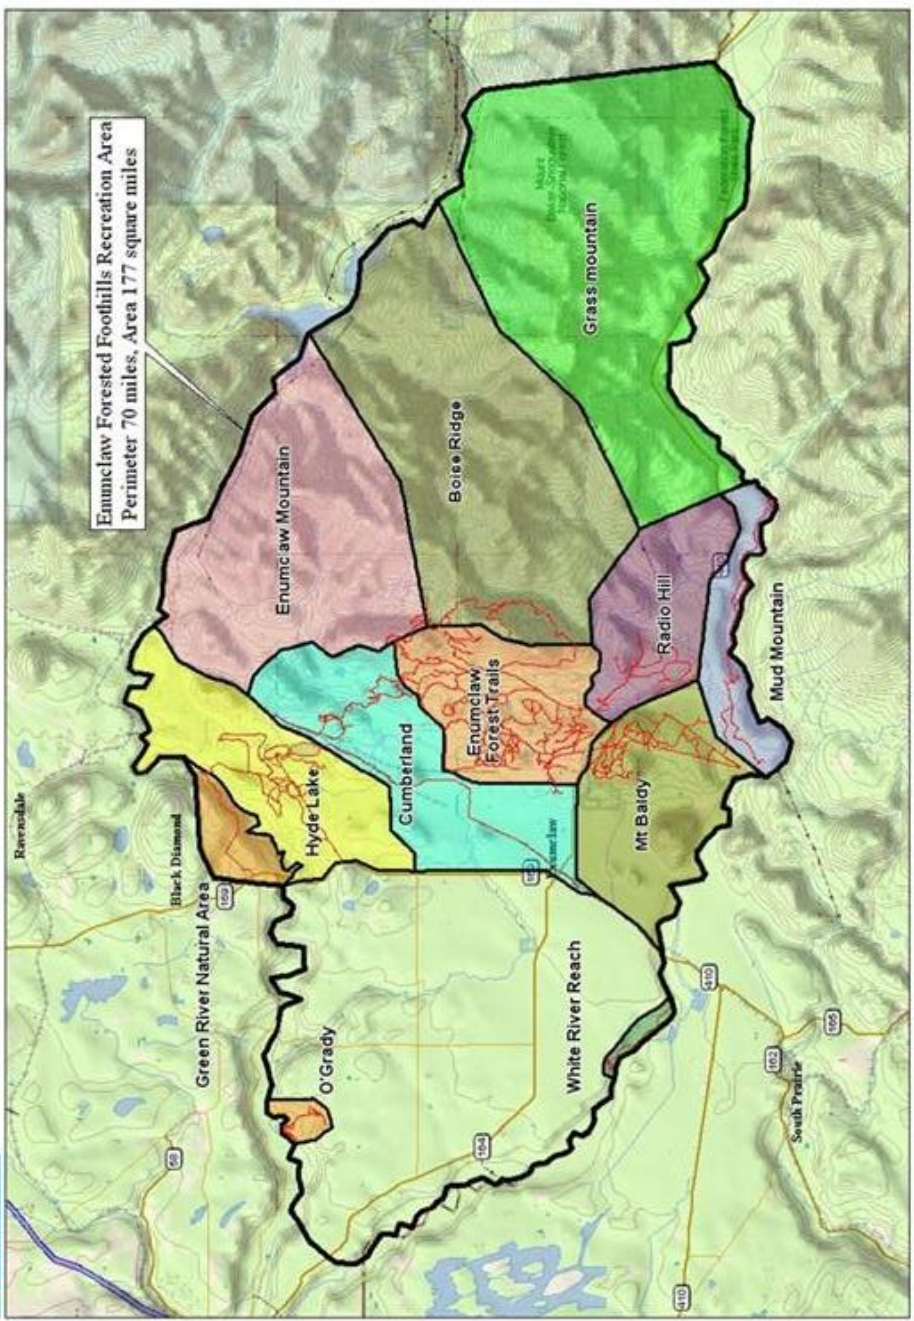 Enumclaw Forested Foothills Recreation Area
Perimeter 70 miles, Area 177 square miles
Ravensdale
Black Diamond
Green River Natural Area
169
Hyde Lake
Enumclaw Mountain
Cumberland
Boise Ridge
Enumclaw
Forest Trails
Grass mountain
Radio Hill
Mt Baldy
Mud Mountain
O'Grady
White River Reach
164
410
410
162
165
South Prairie